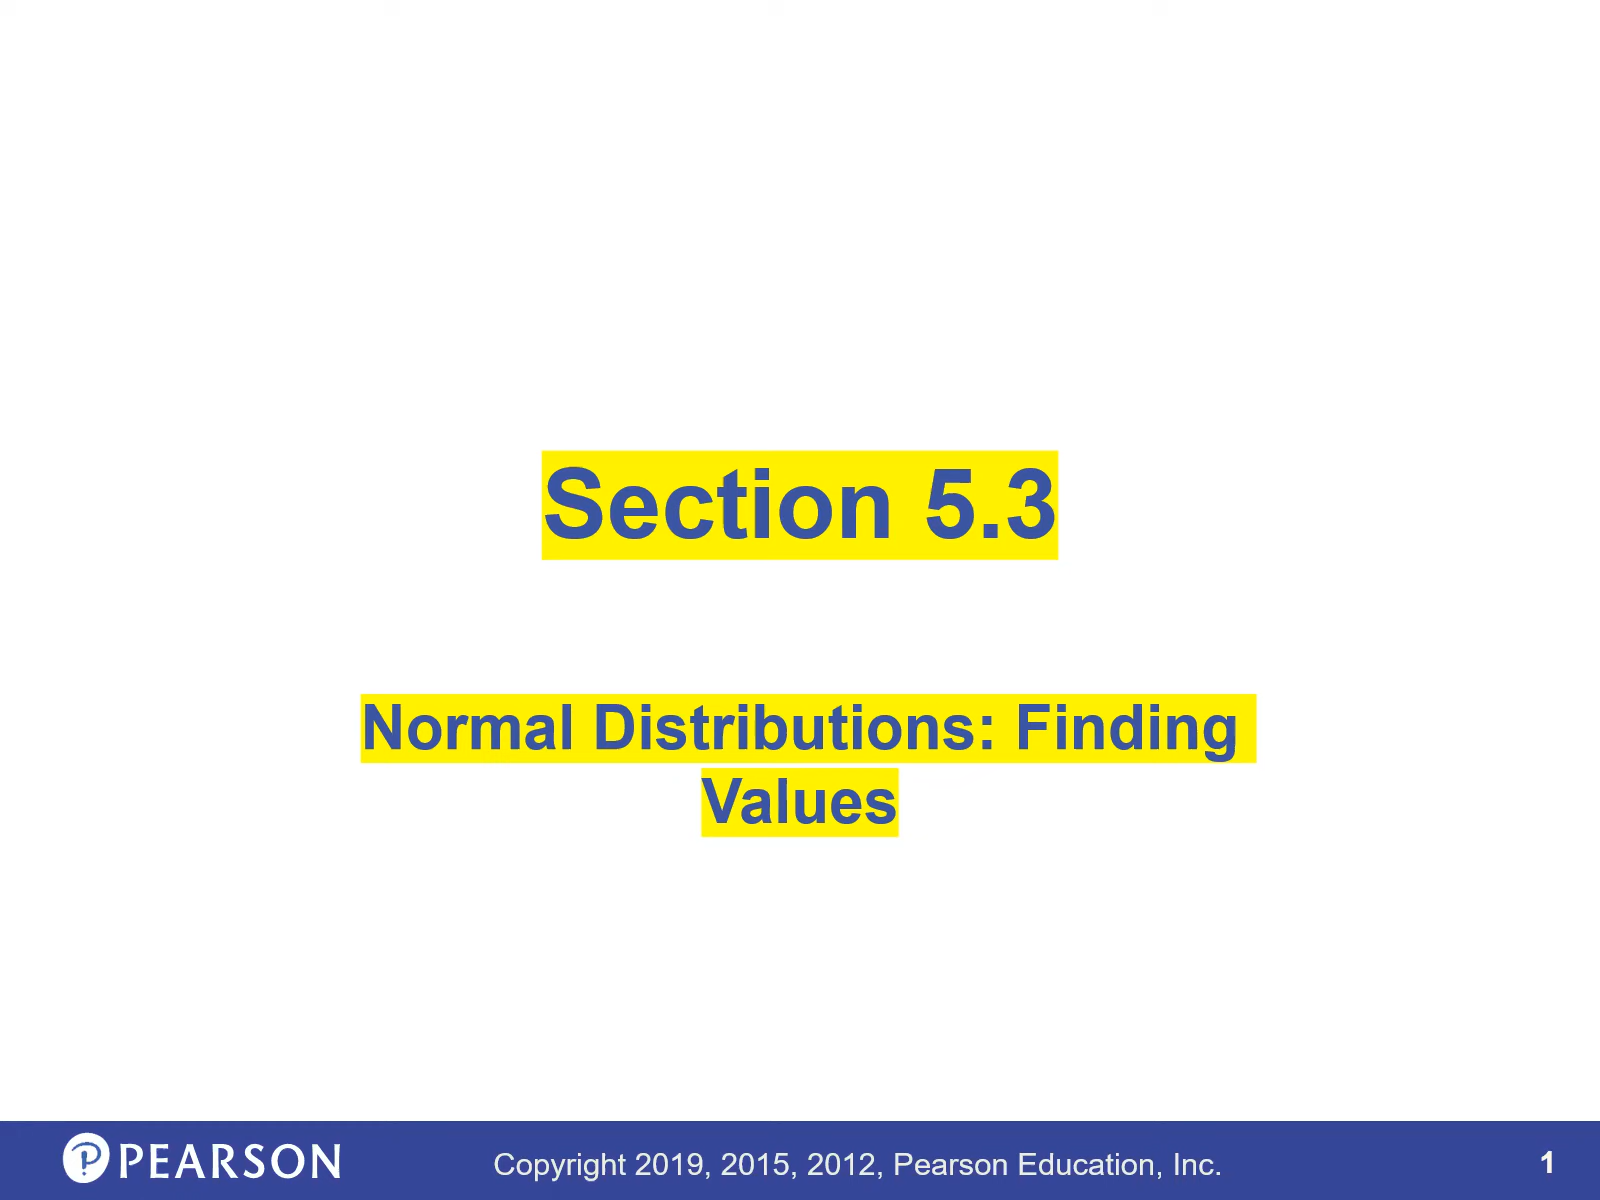 Section 5.3
Normal Distributions: Finding
Values
PEARSON
Copyright 2019, 2015, 2012, Pearson Education, Inc.
1